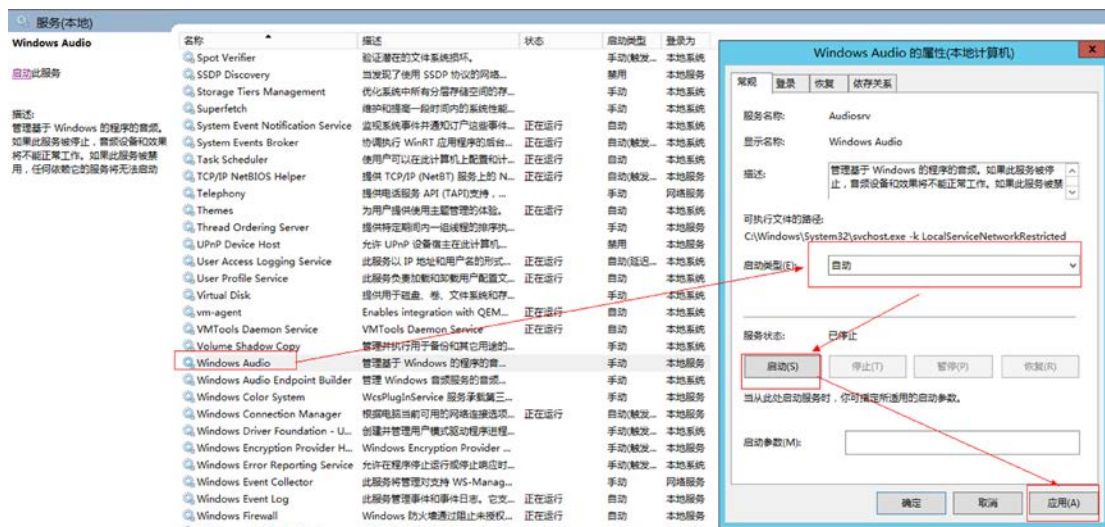 服务(本地)
Windows Audio
启动此服务
描述:
管理基于 Windows 的程序的音频。
如果此服务被停止，音频设备和效果
将不能正常工作。如果此服务被禁
用，任何依赖它的服务将无法启动
名称 描述 状态 启动类型 登录为
Spot Verifier 验证潜在的文件系统损坏。 手动(触发... 本地系统
SSDP Discovery 当发现了使用 SSDP 协议的网络... 禁用 本地服务
Storage Tiers Management 优化系统中所有分层存储空间的存... 手动 本地系统
Superfetch 维护和提高一段时间内的系统性能... 手动 本地系统
System Event Notification Service 监视系统事件并通知订户这些事件... 正在运行 自动 本地系统
System Events Broker 协调执行 WinRT 应用程序的后台... 正在运行 自动(触发... 本地系统
Task Scheduler 使用户可以在此计算机上配置和计... 正在运行 自动 本地系统
TCP/IP NetBIOS Helper 提供 TCP/IP (NetBT) 服务上的 N... 正在运行 自动(触发... 本地服务
Telephony 提供电话服务 API (TAPI)支持，... 手动 网络服务
Themes 为用户提供使用主题管理的体验。 正在运行 自动 本地系统
Thread Ordering Server 提供特定期间内一组线程的排序执... 手动 本地服务
UPnP Device Host 允许 UPnP 设备宿主在此计算机... 禁用 本地服务
User Access Logging Service 此服务以 IP 地址和用户名的形式... 正在运行 自动(延迟... 本地系统
User Profile Service 此服务负责加载和卸载用户配置文... 正在运行 自动 本地系统
Virtual Disk 提供用于磁盘、卷、文件系统和存... 手动 本地系统
vm-agent Enables integration with QEM... 正在运行 自动 本地系统
VMTools Daemon Service VMTools Daemon Service 正在运行 自动 本地系统
Volume Shadow Copy 管理并执行用于备份和其它用途的... 手动 本地系统
Windows Audio 管理基于 Windows 的程序的音... 手动 本地服务
Windows Audio Endpoint Builder 管理 Windows 音频服务的音频... 手动 本地系统
Windows Color System WcsPlugInService 服务承载第三... 手动 本地服务
Windows Connection Manager 根据电脑当前可用的网络连接选项... 正在运行 自动(触发... 本地服务
Windows Driver Foundation - U... 创建并管理用户模式驱动程序进程... 手动(触发... 本地系统
Windows Encryption Provider H... Windows Encryption Provider ... 手动(触发... 本地服务
Windows Error Reporting Service 允许在程序停止运行或停止响应时... 手动(触发... 本地系统
Windows Event Collector 此服务将管理对支持 WS-Manag... 手动 网络服务
Windows Event Log 此服务管理事件和事件日志。它支... 正在运行 自动 本地服务
Windows Firewall Windows 防火墙通过阻止未授权... 正在运行 自动 本地服务
Windows Audio 的属性(本地计算机)
x
常规 登录 恢复 依存关系
服务名称: Audiosrv
显示名称: Windows Audio
描述: 管理基于 Windows 的程序的音频。如果此服务被停
止，音频设备和效果将不能正常工作。如果此服务被禁
可执行文件的路径:
C:\Windows\System32\svchost.exe -k LocalServiceNetworkRestricted
启动类型(E): 自动
服务状态: 已停止
启动(S) 停止(T) 暂停(P) 恢复(R)
当从此处启动服务时，你可指定所适用的启动参数。
启动参数(M):
确定 取消 应用(A)